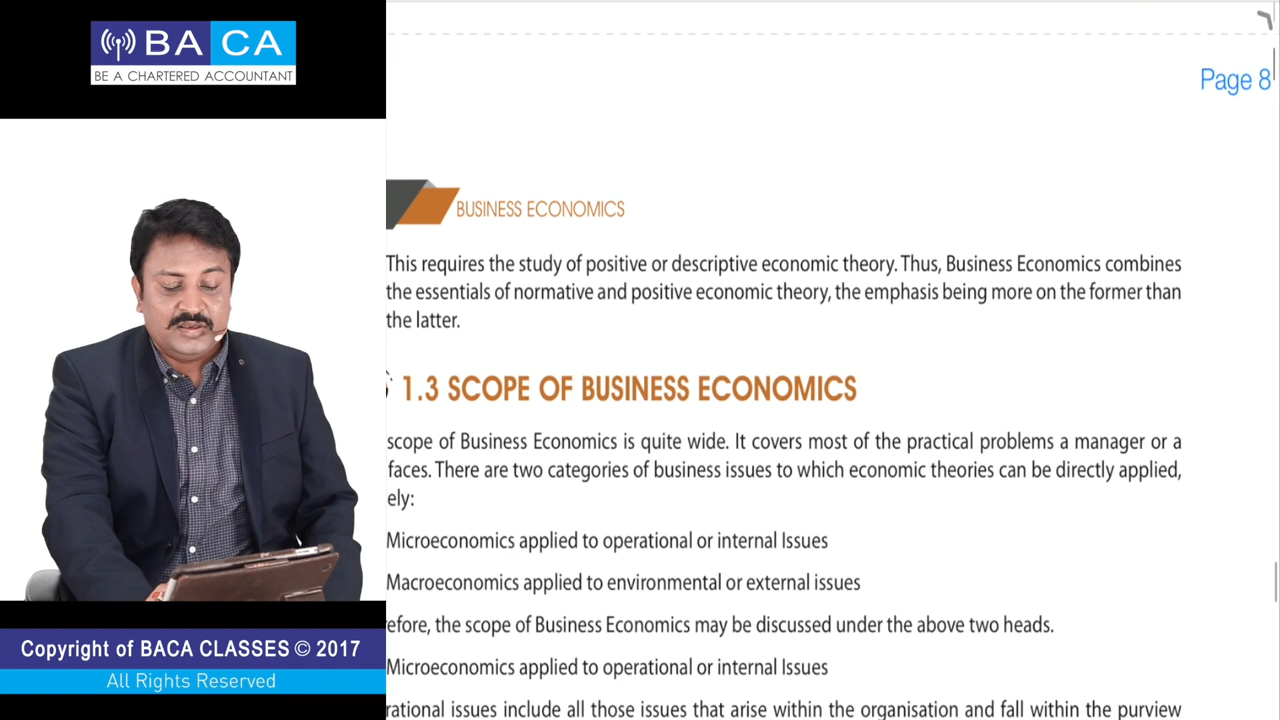 BA CA
BE A CHARTERED ACCOUNTANT
Page 8
BUSINESS ECONOMICS
This requires the study of positive or descriptive economic theory. Thus, Business Economics combines
the essentials of normative and positive economic theory, the emphasis being more on the former than
the latter.
1.3 SCOPE OF BUSINESS ECONOMICS
scope of Business Economics is quite wide. It covers most of the practical problems a manager or a
faces. There are two categories of business issues to which economic theories can be directly applied,
ely:
Microeconomics applied to operational or internal Issues
Macroeconomics applied to environmental or external issues
efore, the scope of Business Economics may be discussed under the above two heads.
Microeconomics applied to operational or internal Issues
rational issues include all those issues that arise within the organisation and fall within the purview
Copyright of BACA CLASSES © 2017
All Rights Reserved